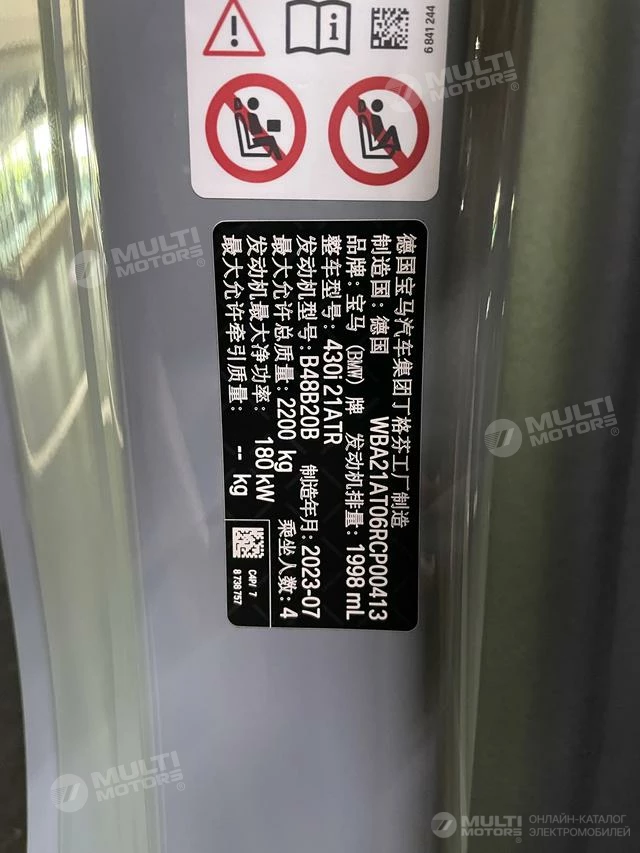 6 841 244
德国宝马汽车集团丁格芬工厂制造
制造国：德国 WBA21AT06RCP00413
品牌：宝马 (BMW) 牌 发动机排量：1998 mL
整车型号：430i 21ATR
发动机型号：B48B20B 制造年月：2023-07
最大允许总质量：2200 kg 乘坐人数：4
发动机最大净功率：180 kW
最大允许牵引质量：-- kg
C4P/ 7
8 738 757
MULTI
MOTORS®
MULTI
MOTORS®
MULTI
MOTORS®
MULTI
MOTORS®
MULTI
MOTORS®
ОНЛАЙН-КАТАЛОГ
ЭЛЕКТРОМОБИЛЕЙ